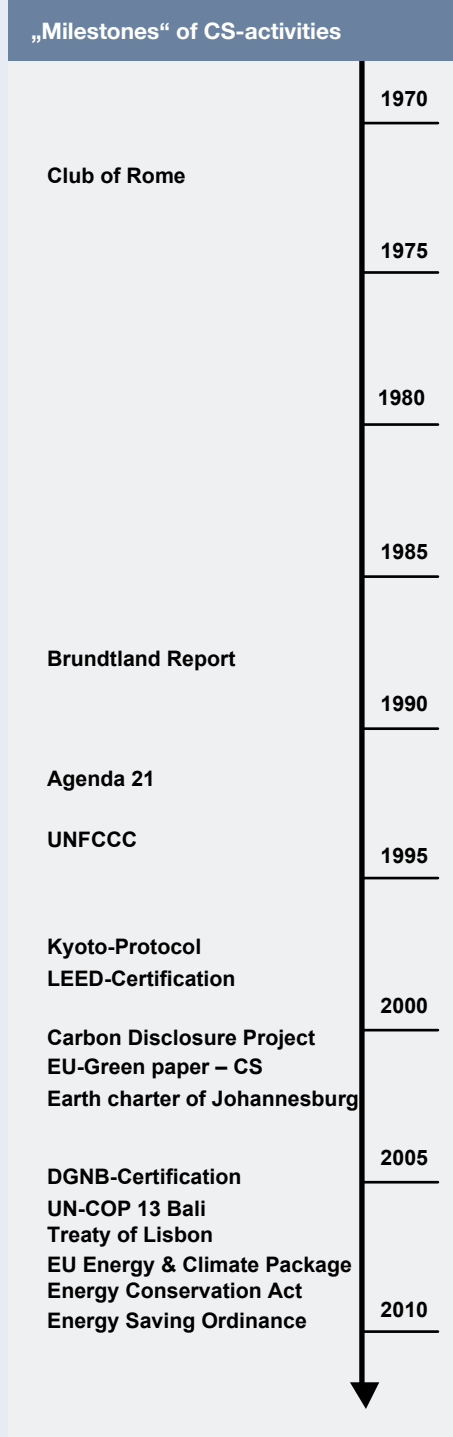 „Milestones“ of CS-activities
1970
Club of Rome
1975
1980
1985
Brundtland Report
1990
Agenda 21
UNFCCC
1995
Kyoto-Protocol
LEED-Certification
2000
Carbon Disclosure Project
EU-Green paper – CS
Earth charter of Johannesburg
2005
DGNB-Certification
UN-COP 13 Bali
Treaty of Lisbon
EU Energy & Climate Package
Energy Conservation Act
2010
Energy Saving Ordinance